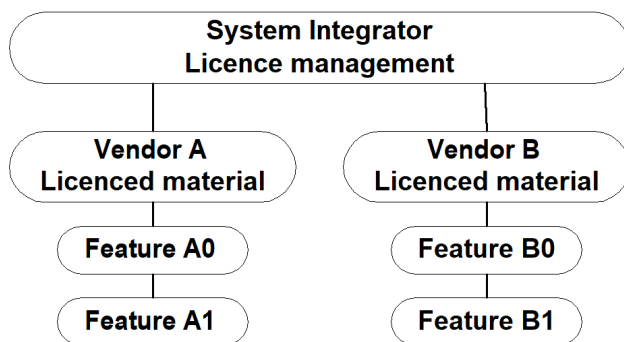 System Integrator
Licence management
Vendor A
Licenced material
Vendor B
Licenced material
Feature A0
Feature B0
Feature A1
Feature B1